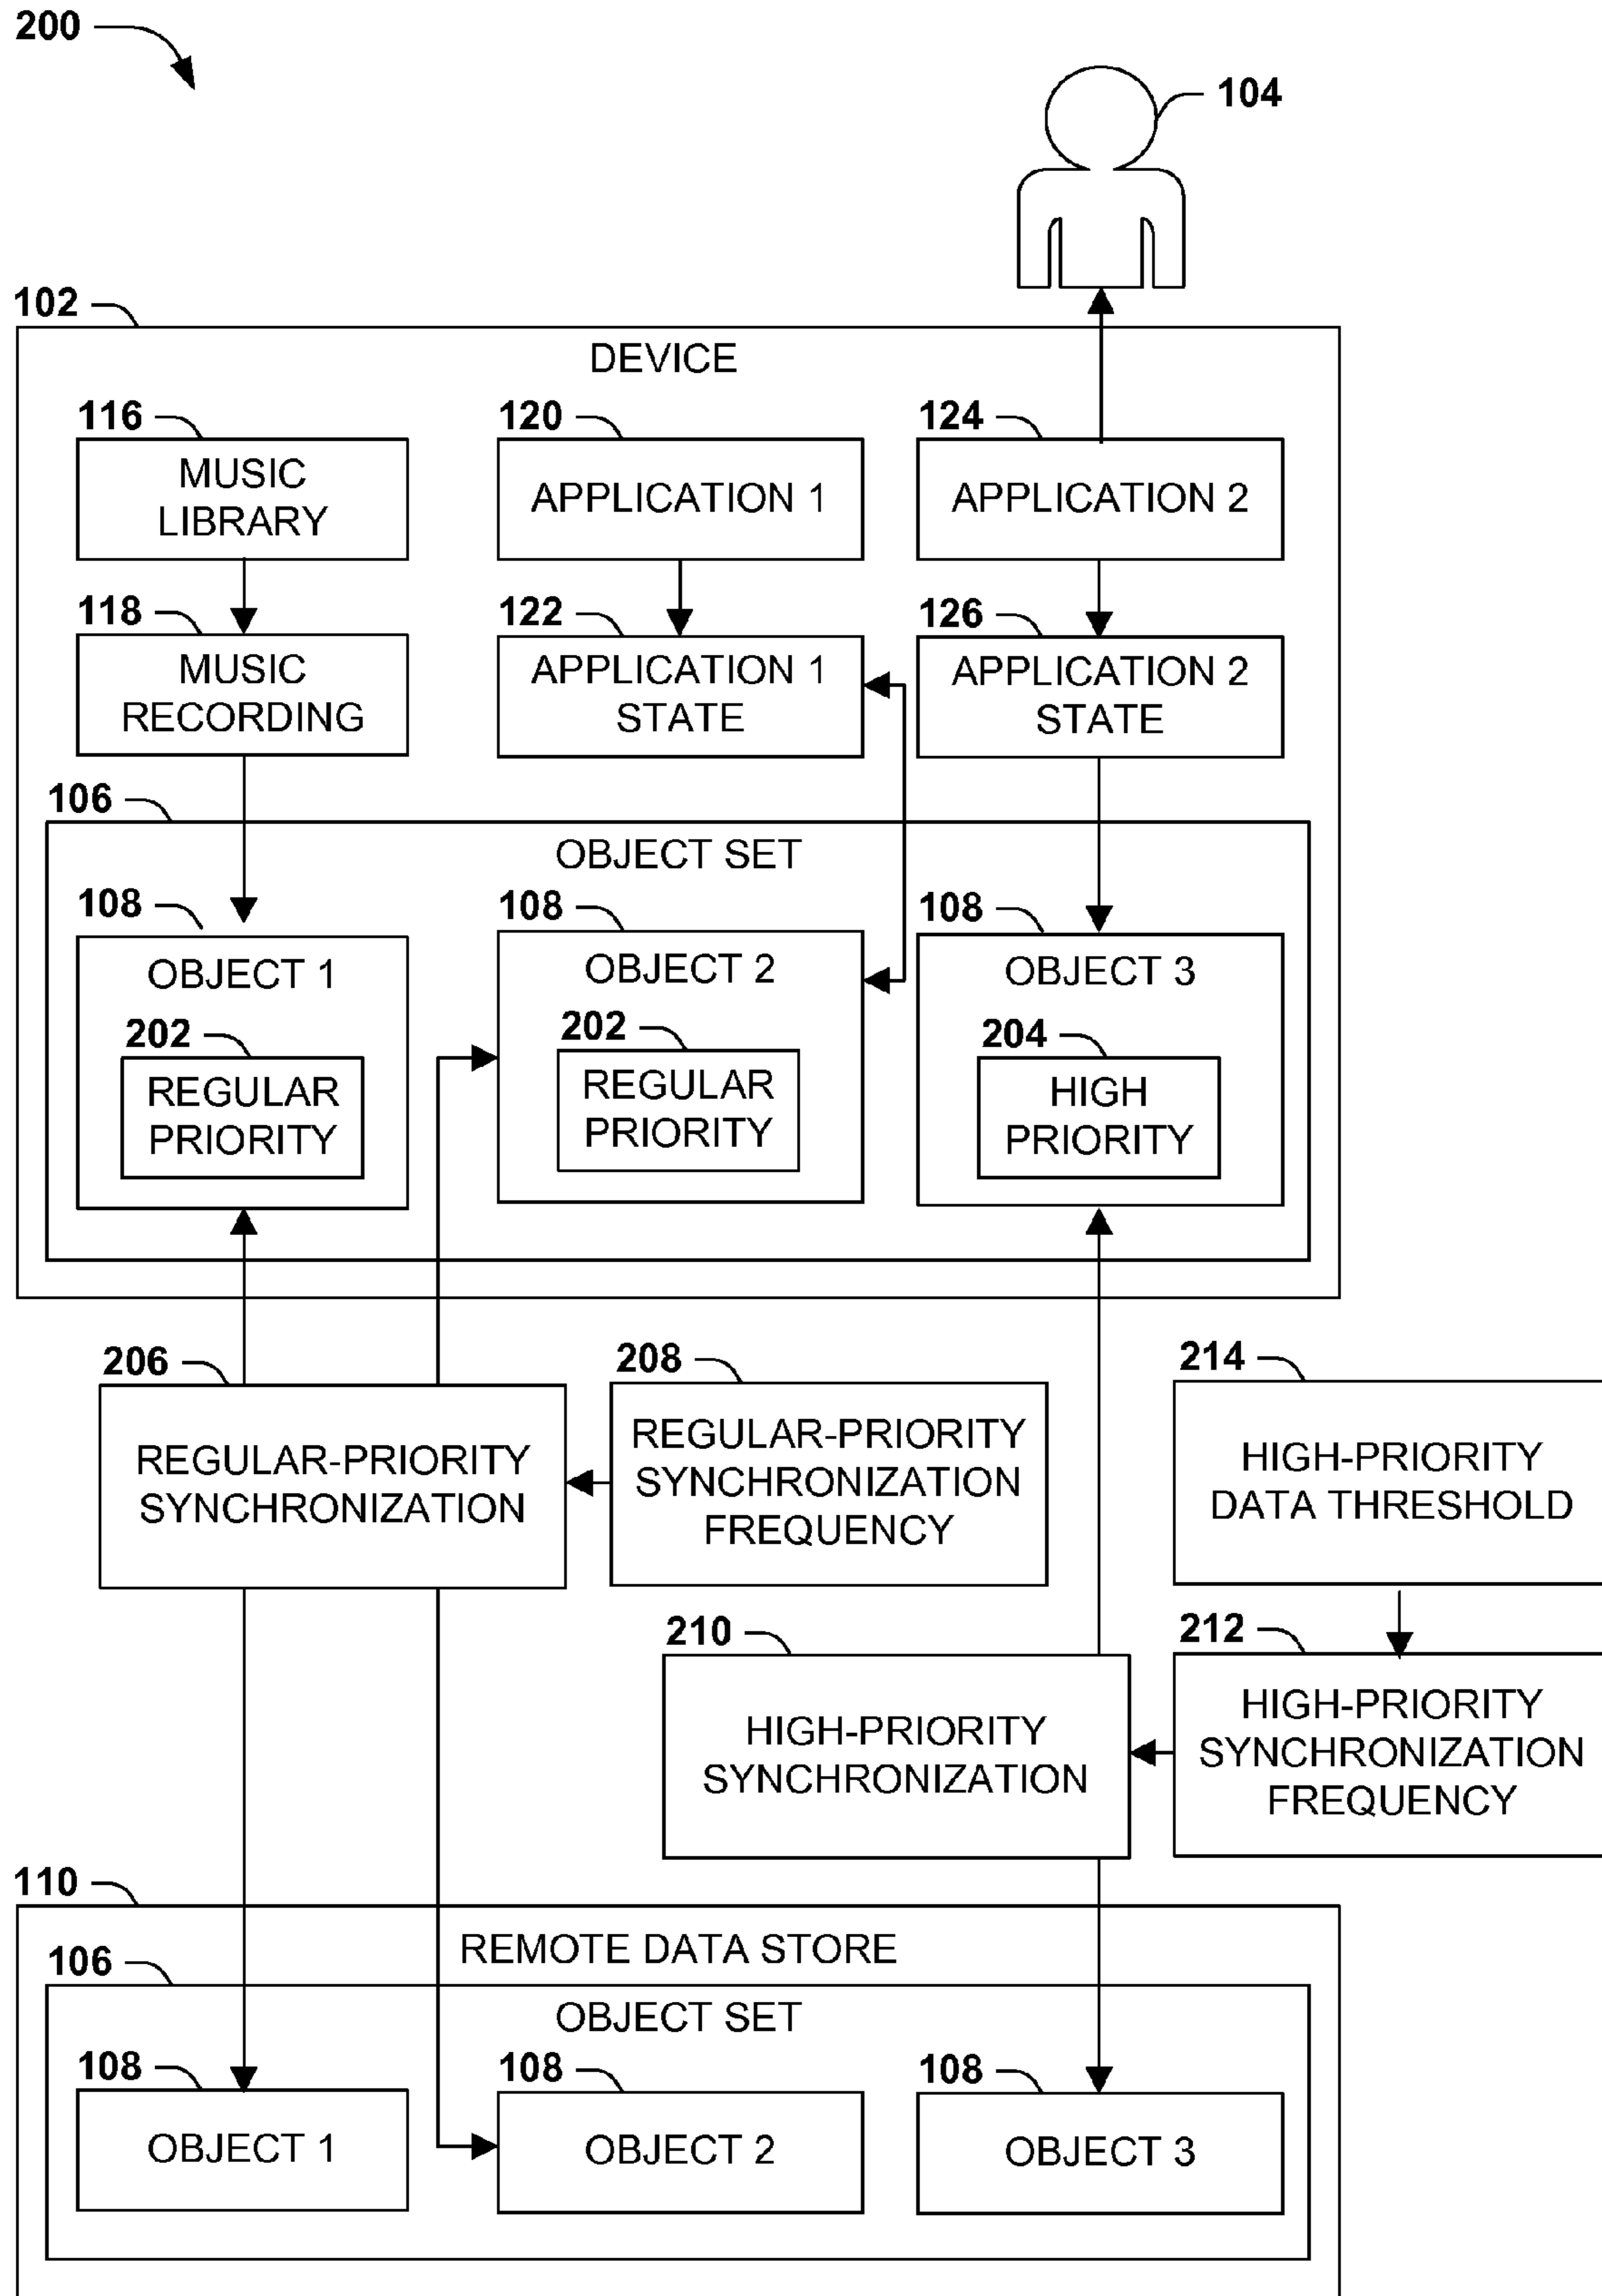 200
104
102
DEVICE
116
120
124
MUSIC
LIBRARY
APPLICATION 1
APPLICATION 2
118
122
126
MUSIC
RECORDING
APPLICATION 1
STATE
APPLICATION 2
STATE
106
OBJECT SET
108
108
108
OBJECT 1
OBJECT 2
OBJECT 3
202
202
204
REGULAR
PRIORITY
REGULAR
PRIORITY
HIGH
PRIORITY
206
208
214
REGULAR-PRIORITY
SYNCHRONIZATION
REGULAR-PRIORITY
SYNCHRONIZATION
FREQUENCY
HIGH-PRIORITY
DATA THRESHOLD
210
212
HIGH-PRIORITY
SYNCHRONIZATION
HIGH-PRIORITY
SYNCHRONIZATION
FREQUENCY
110
REMOTE DATA STORE
106
OBJECT SET
108
108
108
OBJECT 1
OBJECT 2
OBJECT 3